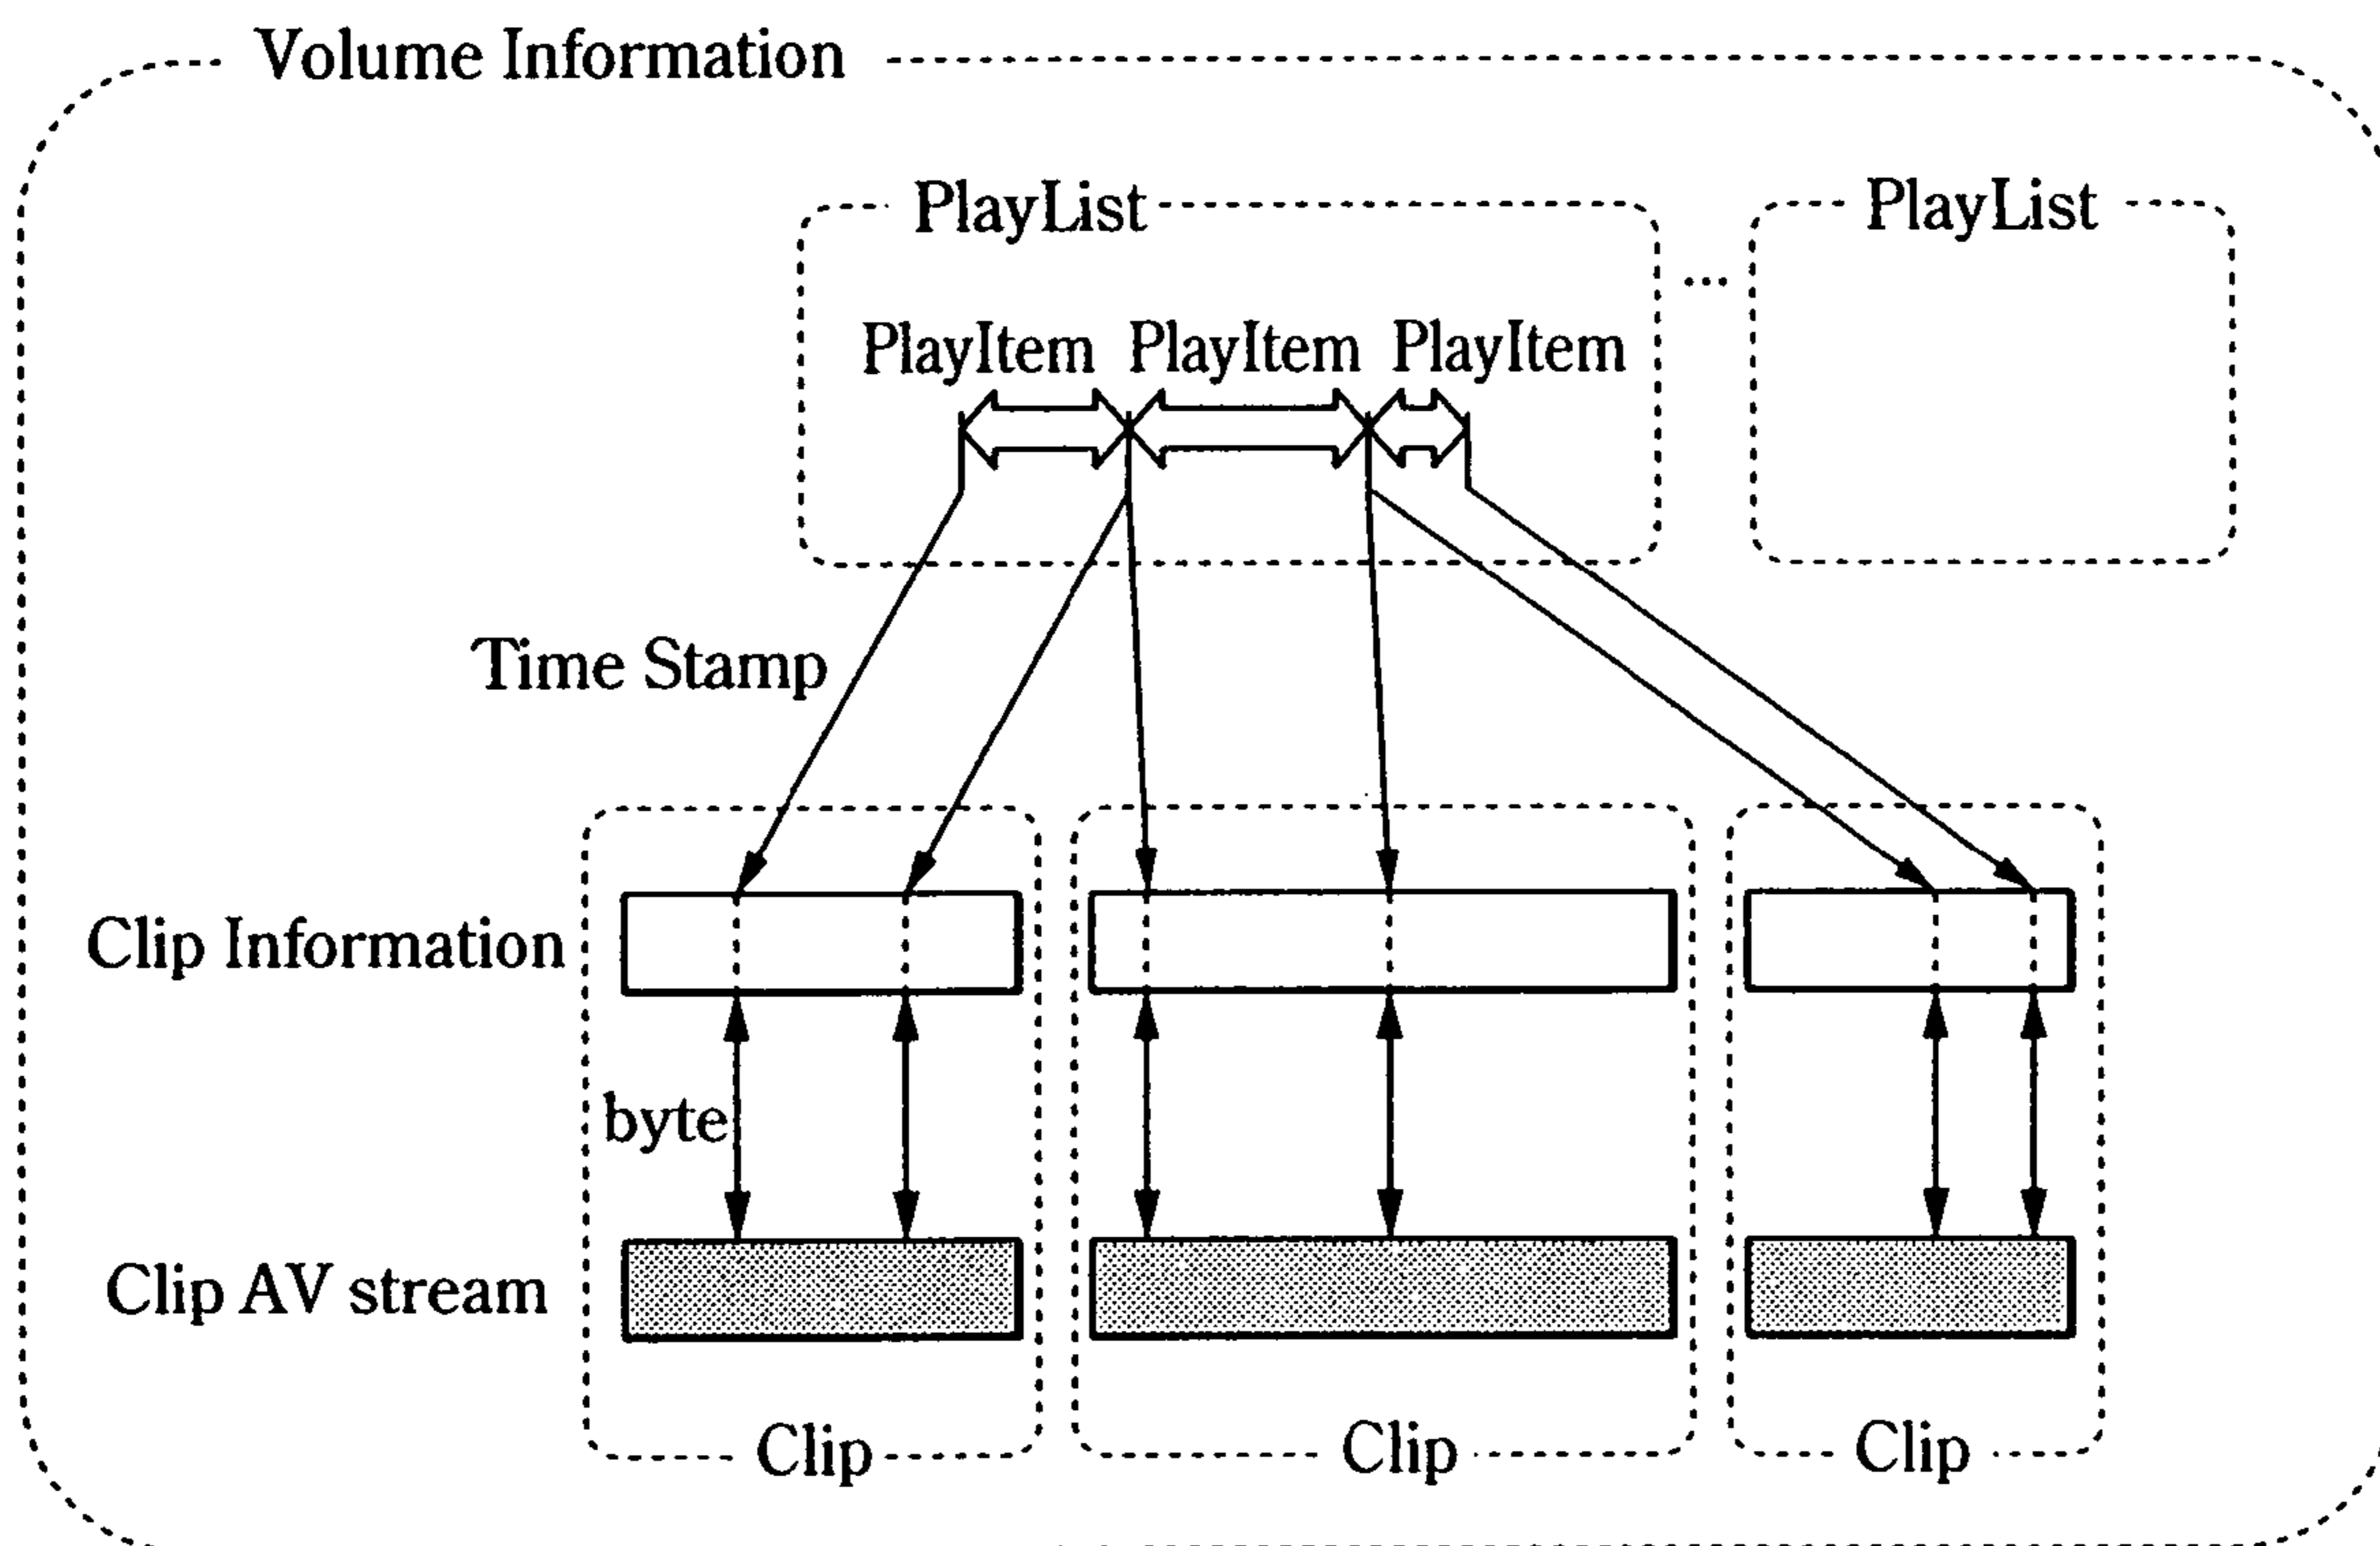 Volume Information
PlayList
PlayList
...
PlayItem PlayItem PlayItem
Time Stamp
Clip Information
byte
Clip AV stream
Clip
Clip
Clip